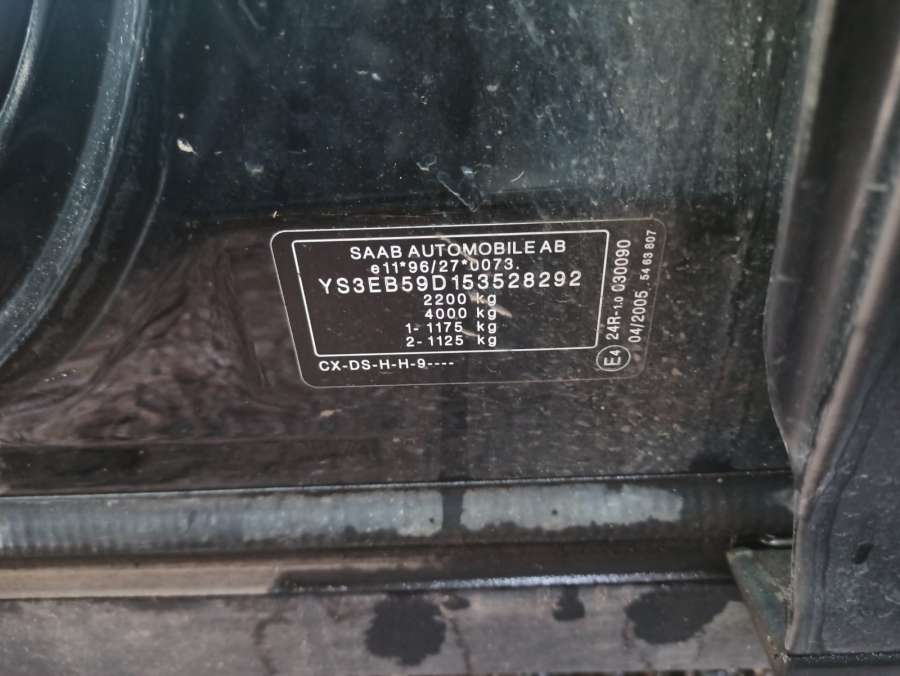 SAAB AUTOMOBILE AB
e11*96/27*0073.
YS3EB59D153528292
2200 kg
4000 kg
1- 1175 kg
2- 1125 kg
CX-DS-H-H-9----
E4 24R-1.0 030090
04/2005 54 63 807